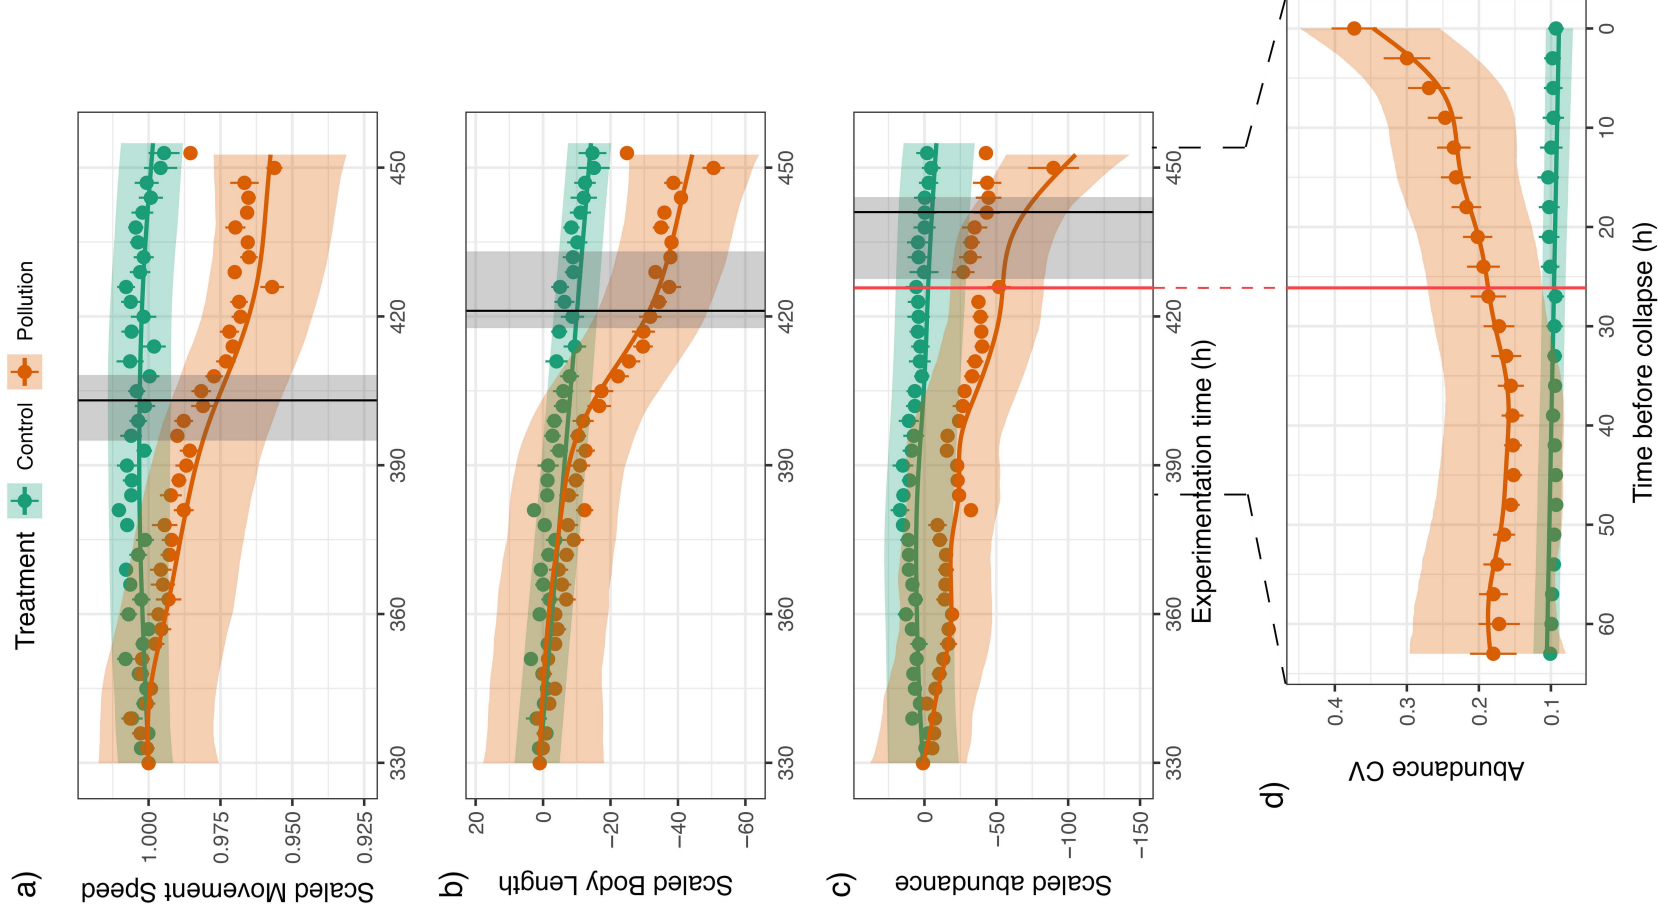 Treatment Control Pollution
a)
Scaled Movement Speed
1.000
0.975
0.950
0.925
330 360 390 420 450
b)
Scaled Body Length
20
0
−20
−40
−60
330 360 390 420 450
c)
Scaled abundance
0
−50
−100
−150
330 360 390 420 450
Experimentation time (h)
d)
Abundance CV
0.4
0.3
0.2
0.1
60 50 40 30 20 10 0
Time before collapse (h)